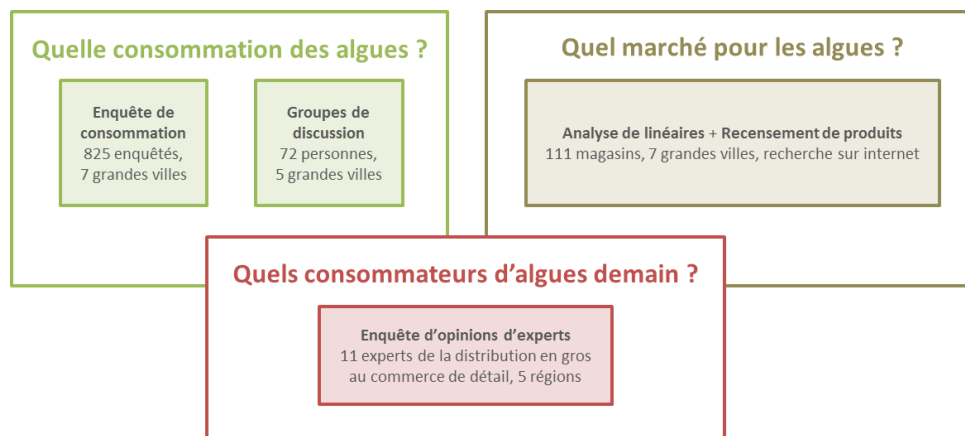 Quelle consommation des algues ?
Enquête de
consommation
825 enquêtés,
7 grandes villes
Groupes de
discussion
72 personnes,
5 grandes villes
Quel marché pour les algues ?
Analyse de linéaires + Recensement de produits
111 magasins, 7 grandes villes, recherche sur internet
Quels consommateurs d’algues demain ?
Enquête d’opinions d’experts
11 experts de la distribution en gros
au commerce de détail, 5 régions